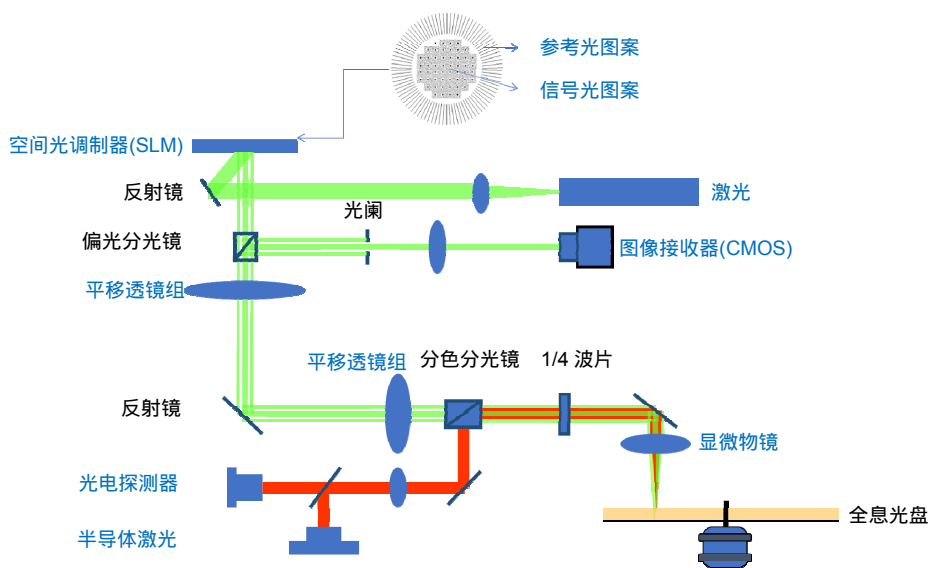 参考光图案
信号光图案
空间光调制器(SLM)
反射镜
激光
光阑
偏光分光镜
图像接收器(CMOS)
平移透镜组
平移透镜组
分色分光镜
1/4 波片
反射镜
显微物镜
光电探测器
全息光盘
半导体激光